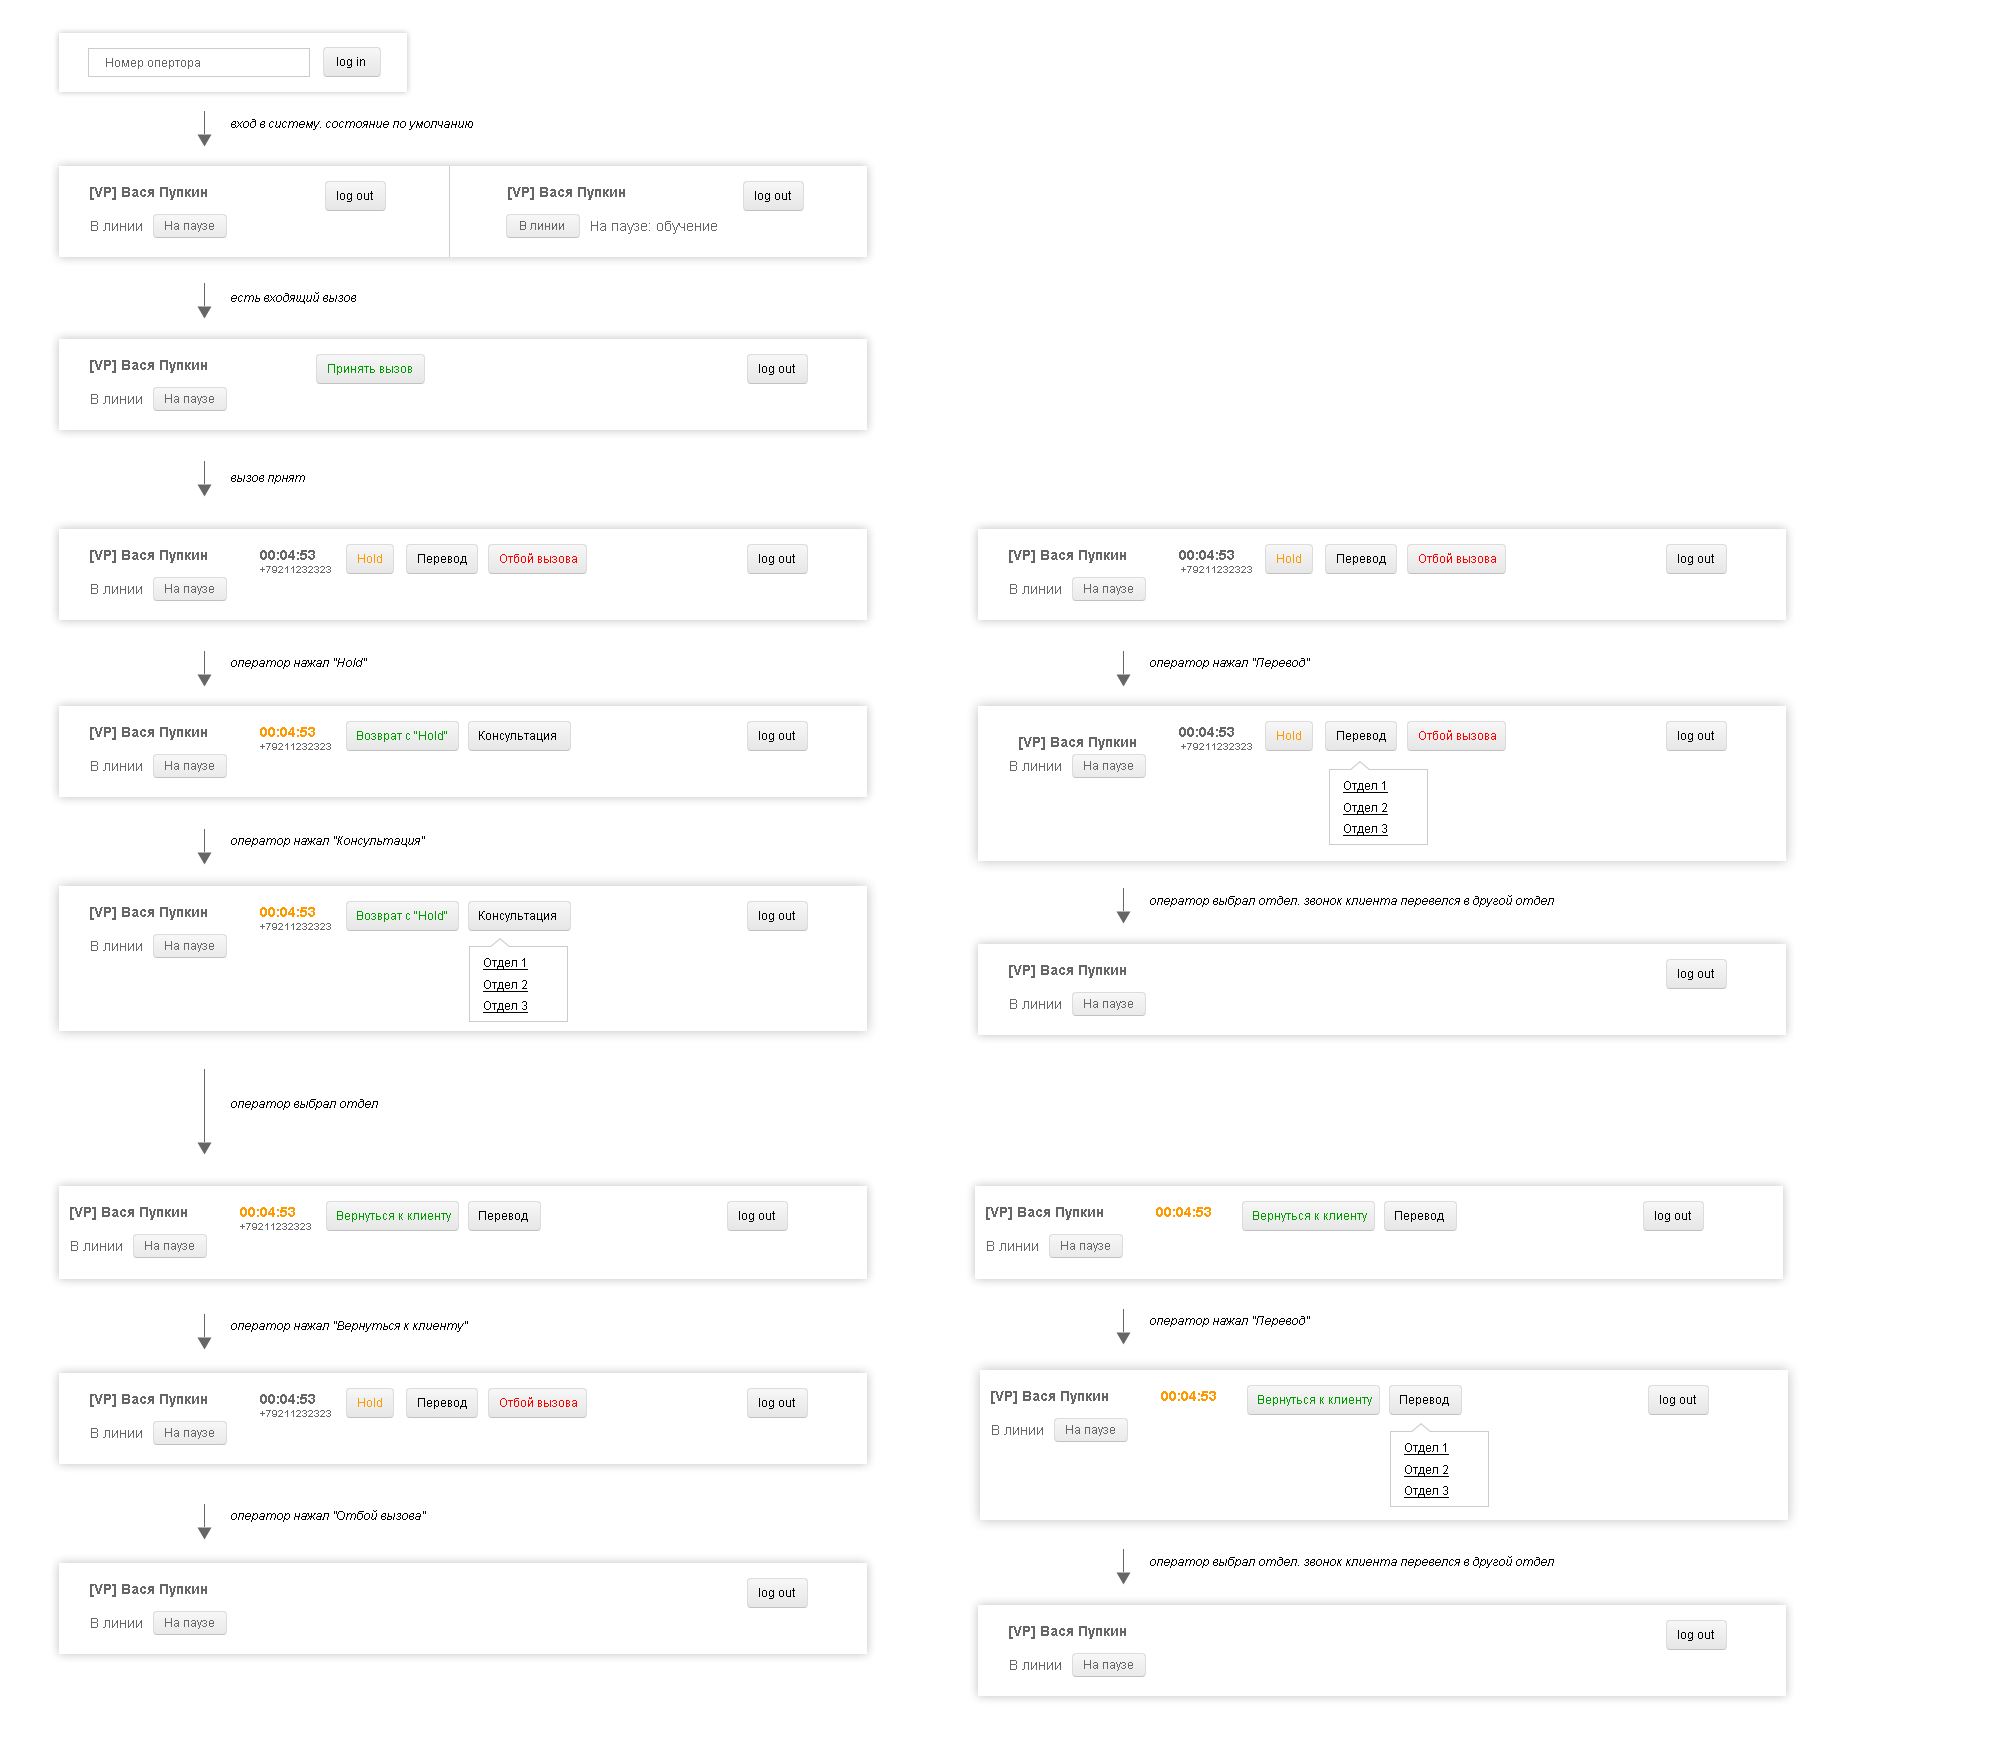 Номер опертора log in
вход в систему. состояние по умолчанию
[VP] Вася Пупкин log out [VP] Вася Пупкин log out
В линии На паузе В линии На паузе: обучение
есть входящий вызов
[VP] Вася Пупкин Принять вызов log out
В линии На паузе
вызов прнят
[VP] Вася Пупкин 00:04:53 Hold Перевод Отбой вызова log out
+79211232323
В линии На паузе
оператор нажал "Hold"
[VP] Вася Пупкин 00:04:53 Возврат с "Hold" Консультация log out
+79211232323
В линии На паузе
оператор нажал "Консультация"
[VP] Вася Пупкин 00:04:53 Возврат с "Hold" Консультация log out
+79211232323
В линии На паузе
Отдел 1
Отдел 2
Отдел 3
оператор выбрал отдел
[VP] Вася Пупкин 00:04:53 Вернуться к клиенту Перевод log out
+79211232323
В линии На паузе
оператор нажал "Вернуться к клиенту"
[VP] Вася Пупкин 00:04:53 Hold Перевод Отбой вызова log out
+79211232323
В линии На паузе
оператор нажал "Отбой вызова"
[VP] Вася Пупкин log out
В линии На паузе
[VP] Вася Пупкин 00:04:53 Hold Перевод Отбой вызова log out
+79211232323
В линии На паузе
оператор нажал "Перевод"
[VP] Вася Пупкин 00:04:53 Hold Перевод Отбой вызова log out
+79211232323
В линии На паузе
Отдел 1
Отдел 2
Отдел 3
оператор выбрал отдел. звонок клиента перевелся в другой отдел
[VP] Вася Пупкин log out
В линии На паузе
[VP] Вася Пупкин 00:04:53 Вернуться к клиенту Перевод log out
В линии На паузе
оператор нажал "Перевод"
[VP] Вася Пупкин 00:04:53 Вернуться к клиенту Перевод log out
В линии На паузе
Отдел 1
Отдел 2
Отдел 3
оператор выбрал отдел. звонок клиента перевелся в другой отдел
[VP] Вася Пупкин log out
В линии На паузе